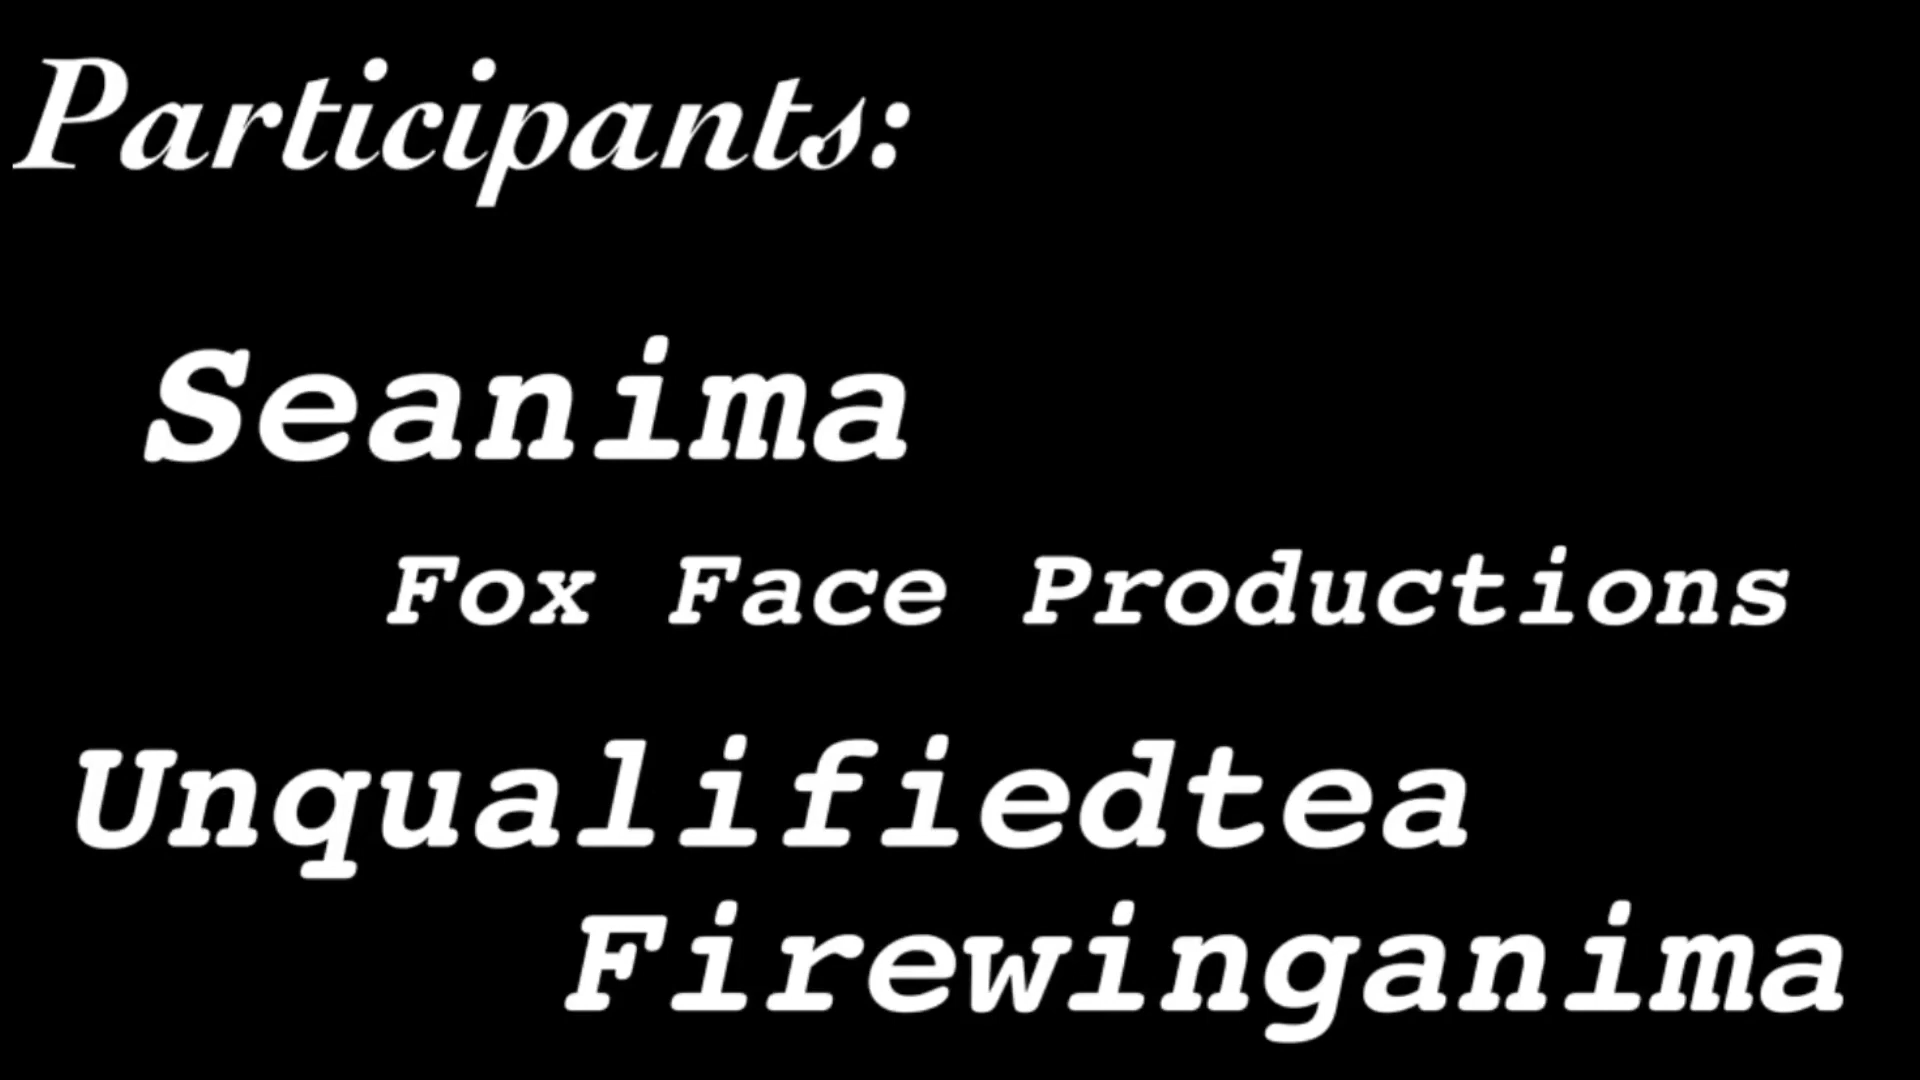 Participants:
Seanima
Fox Face Productions
Unqualifiedtea
Firewinganima